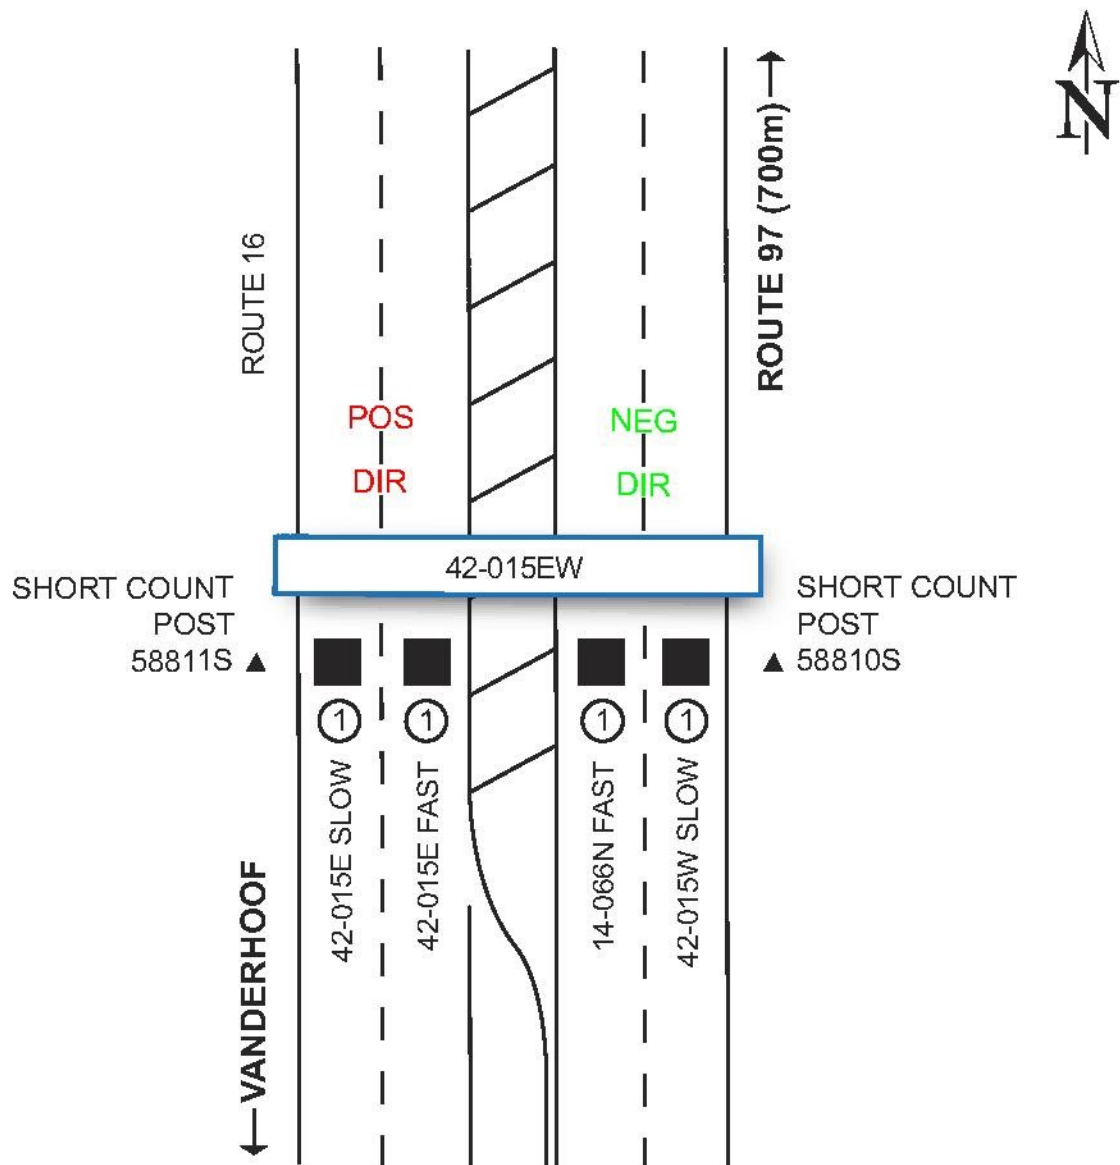 N
ROUTE 16
ROUTE 97 (700m)
POS
DIR
NEG
DIR
42-015EW
SHORT COUNT
POST
58811S
SHORT COUNT
POST
58810S
1
1
1
1
42-015E SLOW
42-015E FAST
14-066N FAST
42-015W SLOW
VANDERHOOF